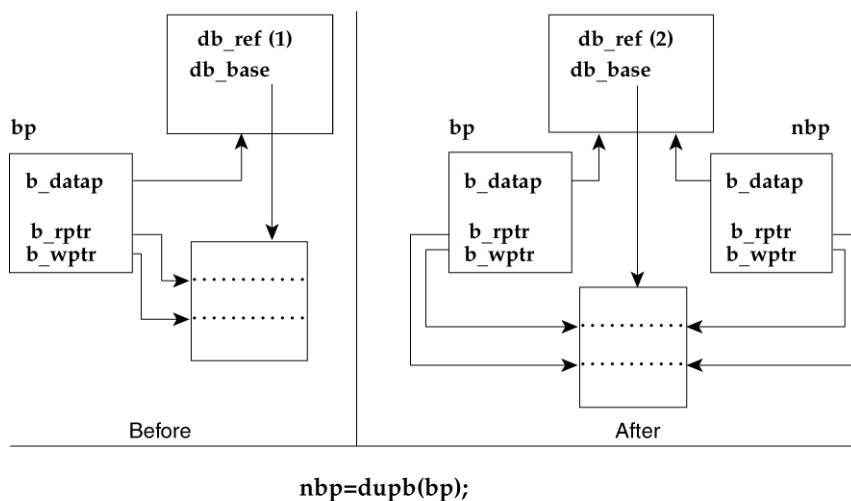 db_ref (1)
db_base
bp
b_datap
b_rptr
b_wptr
Before
db_ref (2)
db_base
bp
nbp
b_datap
b_datap
b_rptr
b_rptr
b_wptr
b_wptr
After
nbp=dupb(bp);